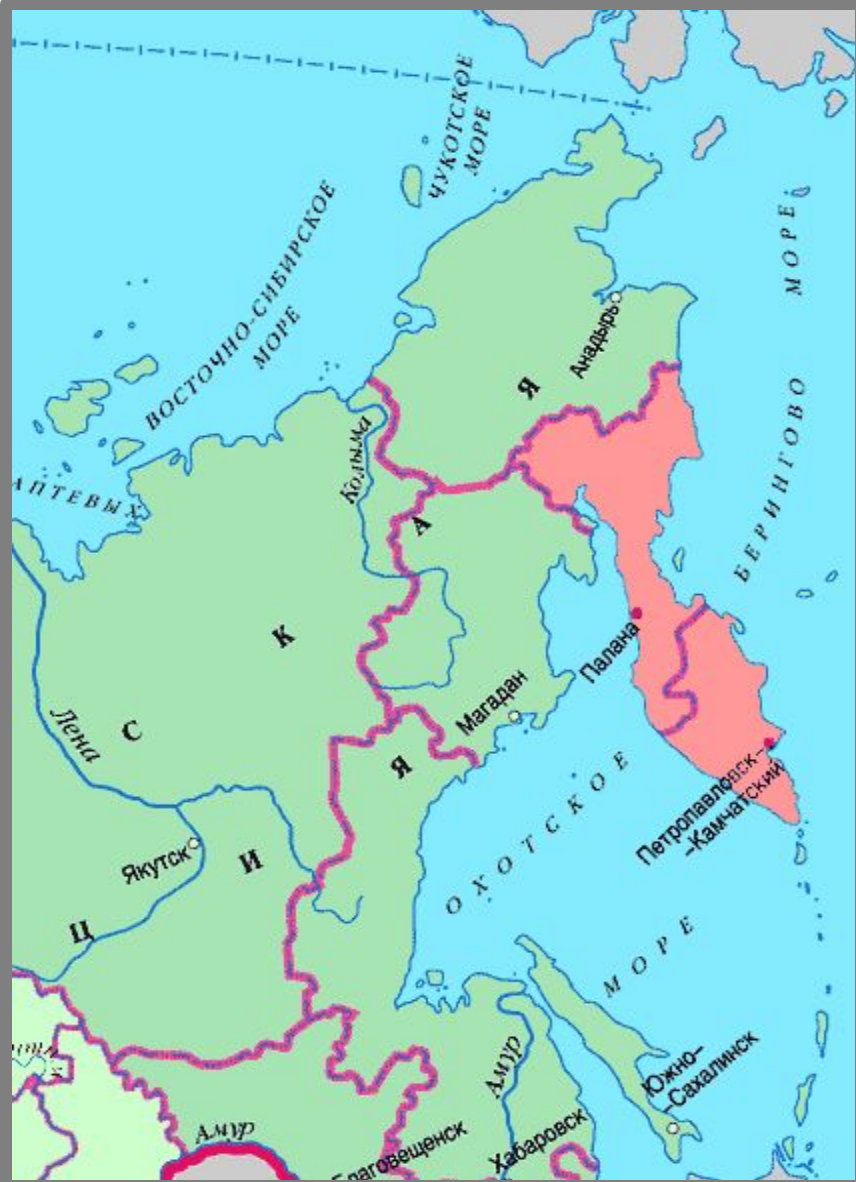 ЧУКОТСКОЕ
МОРЕ
ВОСТОЧНО-СИБИРСКОЕ
МОРЕ
БЕРИНГОВО МОРЕ
Анадырь
Колыма
АПТЕВЫХ
Палана
Магадан
Лена
Якутск
Петропавловск-
-Камчатский
ОХОТСКОЕ
МОРЕ
Южно-
-Сахалинск
Амур
Амур
Благовещенск
Хабаровск
Ц И С К А Я
Я